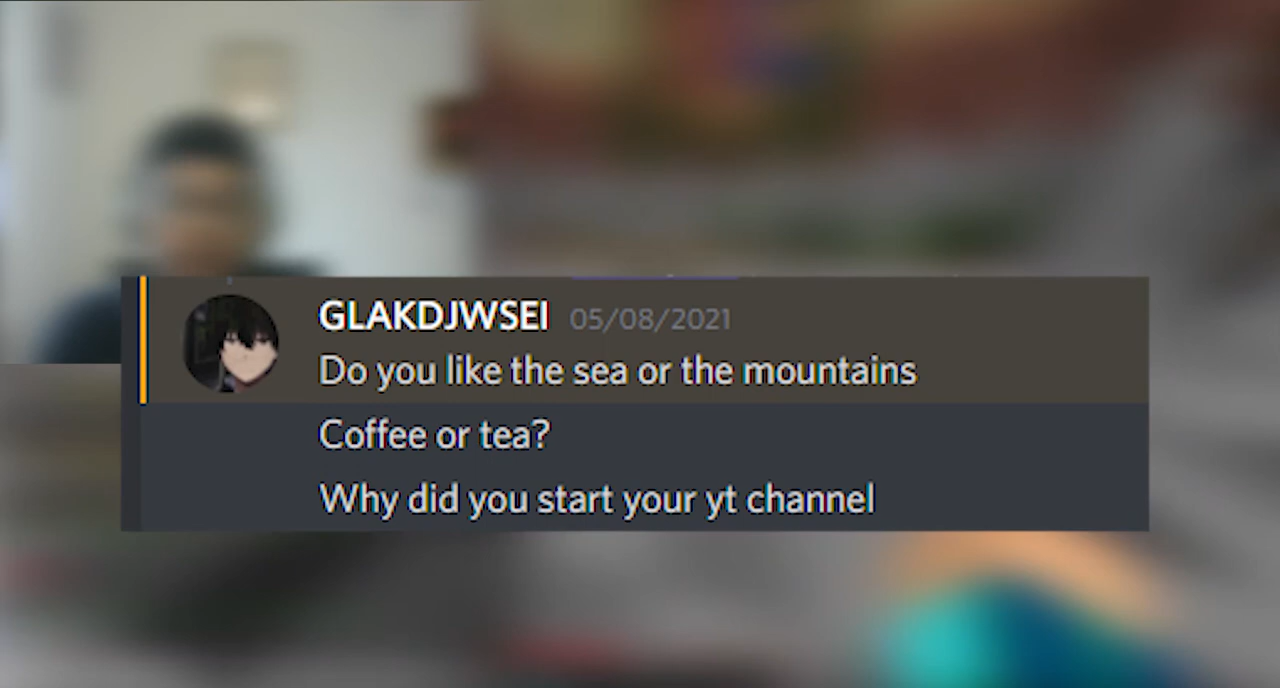 GLAKDJWSEI 05/08/2021
Do you like the sea or the mountains
Coffee or tea?
Why did you start your yt channel